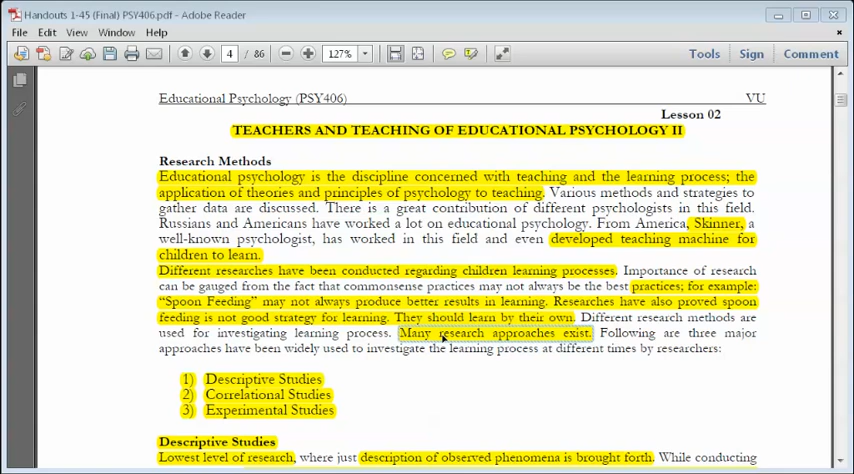 Handouts 1-45 (Final) PSY406.pdf - Adobe Reader
File Edit View Window Help
4 / 86 127% Tools Sign Comment
Educational Psychology (PSY406) VU
Lesson 02
TEACHERS AND TEACHING OF EDUCATIONAL PSYCHOLOGY II
Research Methods
Educational psychology is the discipline concerned with teaching and the learning process; the
application of theories and principles of psychology to teaching. Various methods and strategies to
gather data are discussed. There is a great contribution of different psychologists in this field.
Russians and Americans have worked a lot on educational psychology. From America, Skinner, a
well-known psychologist, has worked in this field and even developed teaching machine for
children to learn.
Different researches have been conducted regarding children learning processes. Importance of research
can be gauged from the fact that commonsense practices may not always be the best practices; for example:
“Spoon Feeding” may not always produce better results in learning. Researches have also proved spoon
feeding is not good strategy for learning. They should learn by their own. Different research methods are
used for investigating learning process. Many research approaches exist. Following are three major
approaches have been widely used to investigate the learning process at different times by researchers:
1) Descriptive Studies
2) Correlational Studies
3) Experimental Studies
Descriptive Studies
Lowest level of research, where just description of observed phenomena is brought forth. While conducting